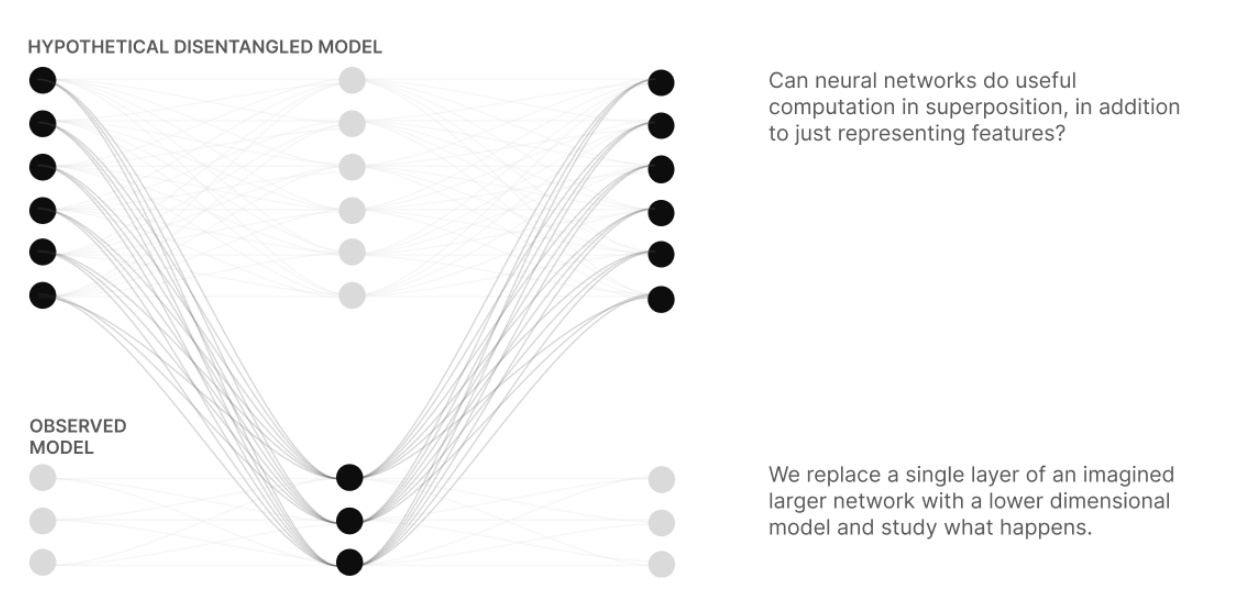 HYPOTHETICAL DISENTANGLED MODEL
Can neural networks do useful
computation in superposition, in addition
to just representing features?
OBSERVED
MODEL
We replace a single layer of an imagined
larger network with a lower dimensional
model and study what happens.